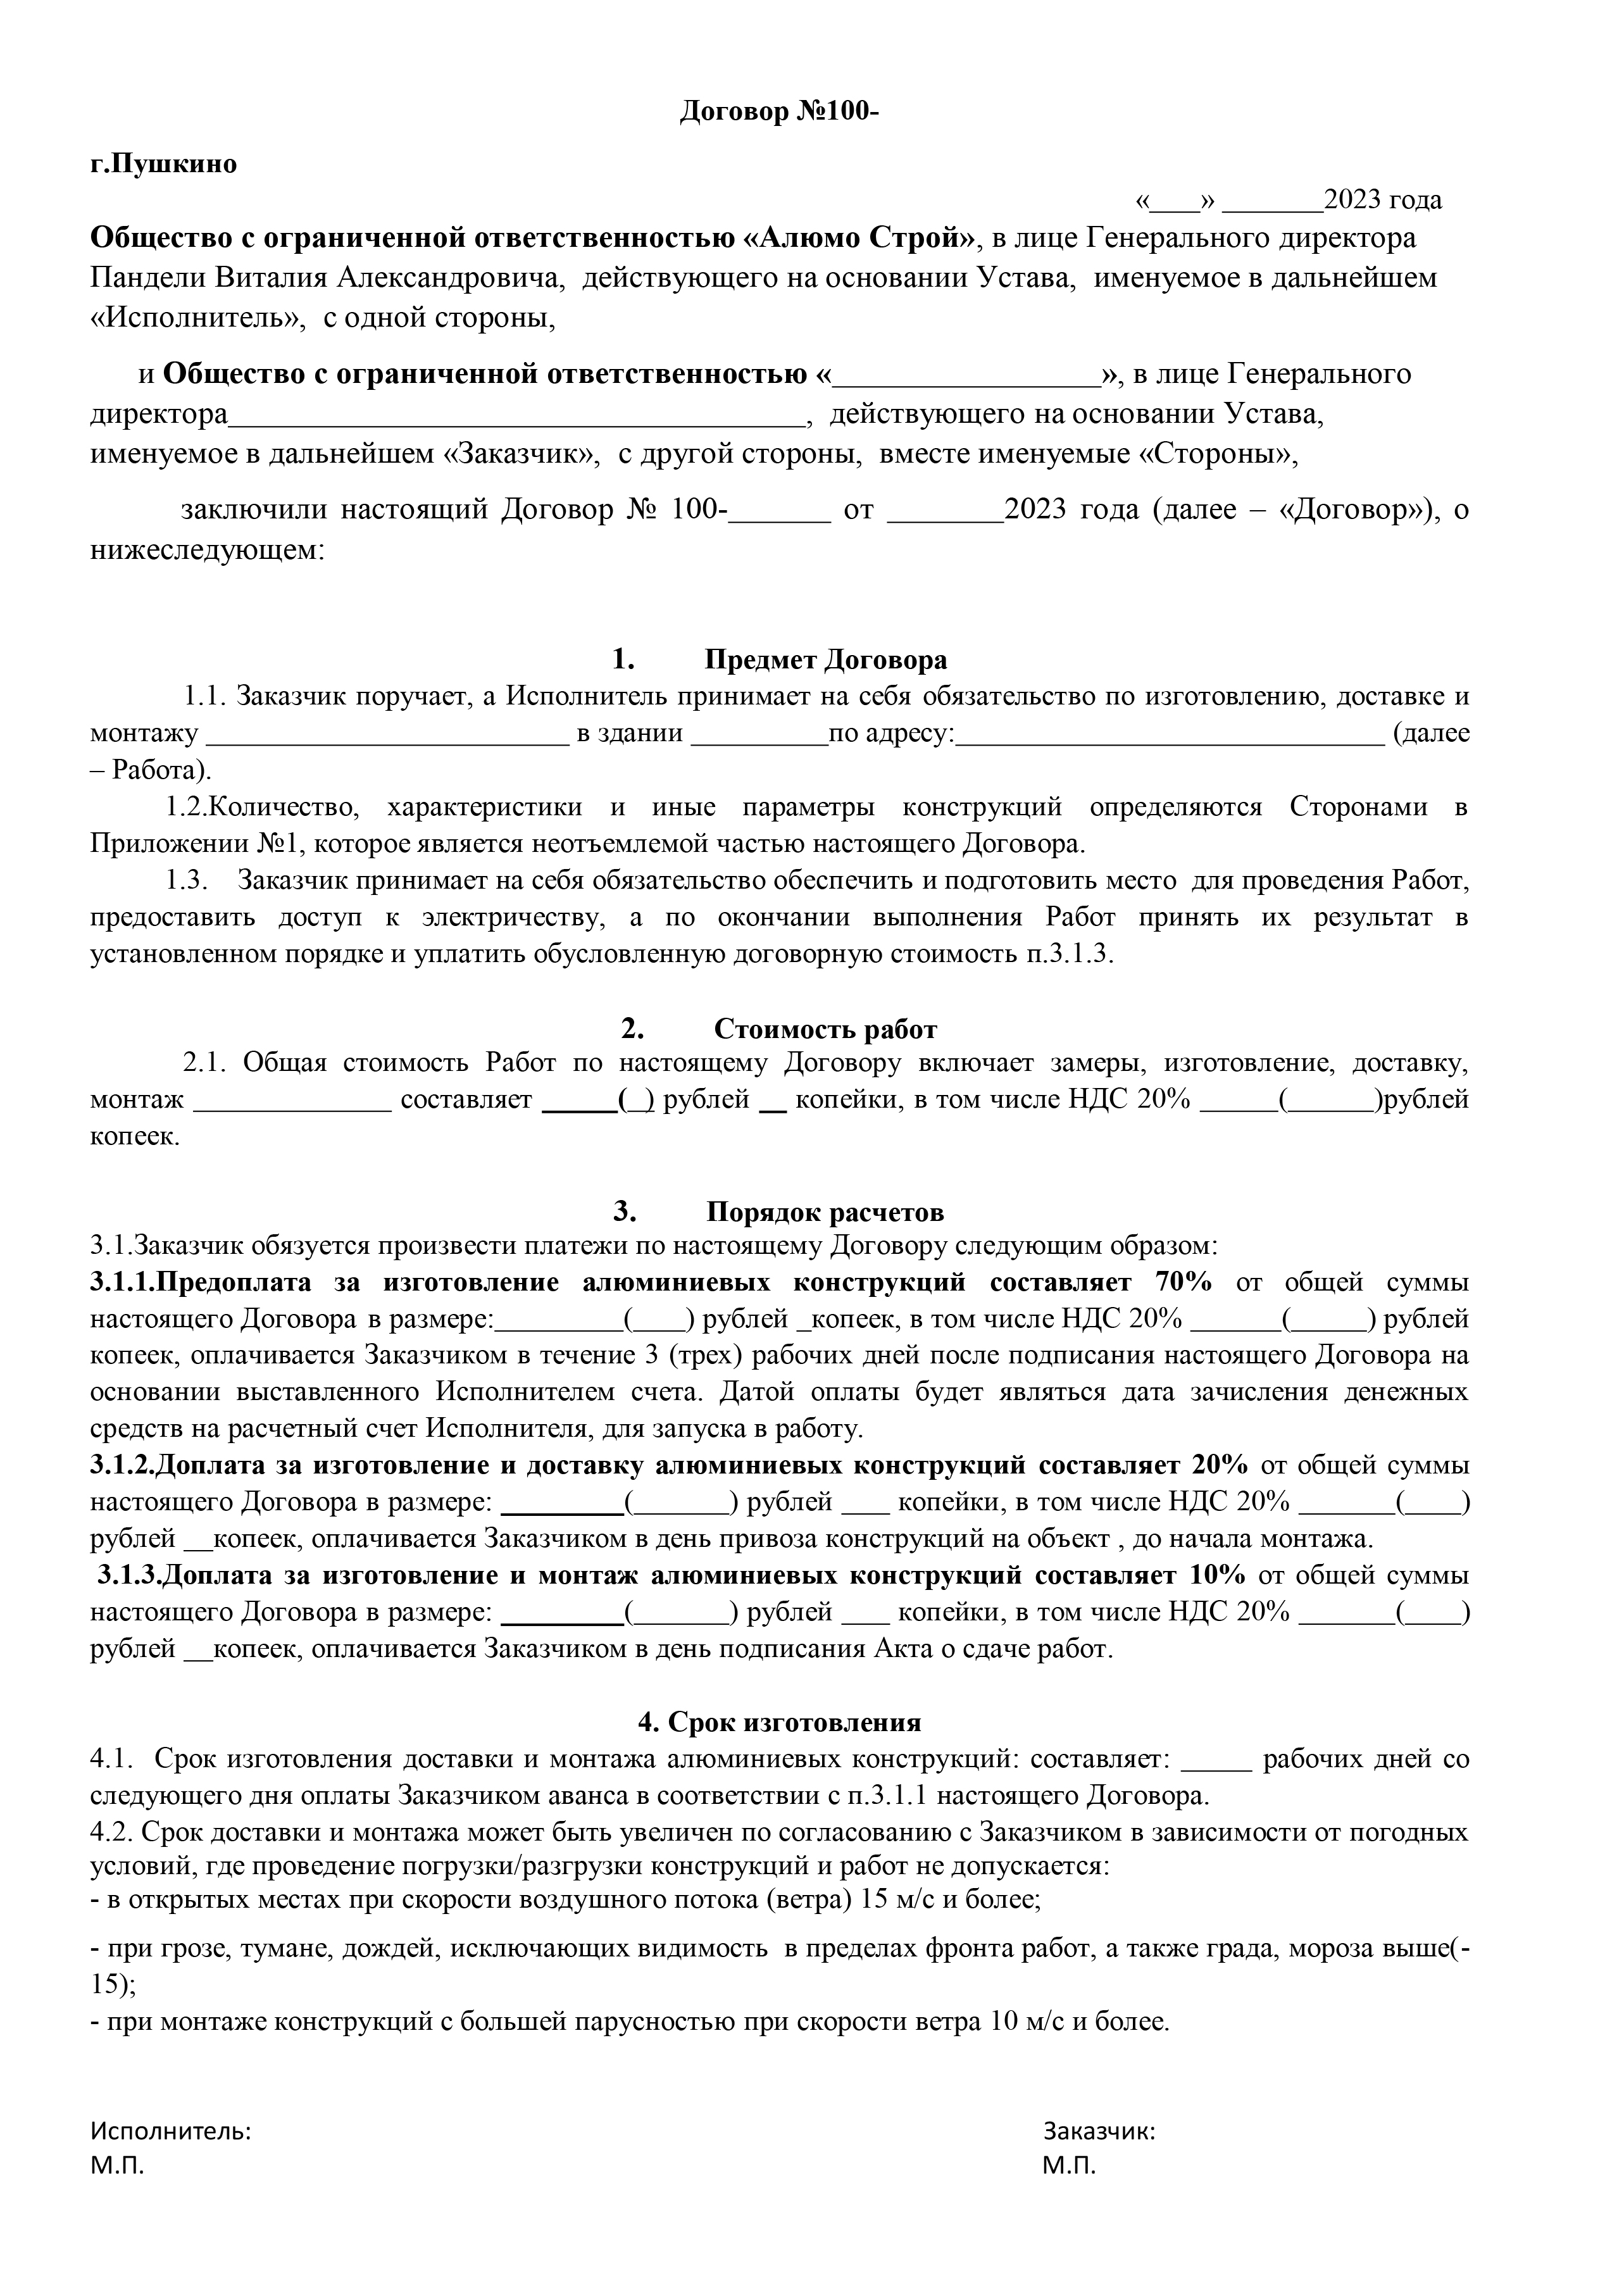 Договор №100-
г.Пушкино
«___» _______2023 года
Общество с ограниченной ответственностью «Алюмо Строй», в лице Генерального директора
Пандели Виталия Александровича, действующего на основании Устава, именуемое в дальнейшем
«Исполнитель», с одной стороны,
и Общество с ограниченной ответственностью «_________________», в лице Генерального
директора____________________________________, действующего на основании Устава,
именуемое в дальнейшем «Заказчик», с другой стороны, вместе именуемые «Стороны»,
заключили настоящий Договор № 100-_______ от ________2023 года (далее – «Договор»), о
нижеследующем:
1. Предмет Договора
1.1. Заказчик поручает, а Исполнитель принимает на себя обязательство по изготовлению, доставке и
монтажу ________________________ в здании _________по адресу:____________________________ (далее
– Работа).
1.2.Количество, характеристики и иные параметры конструкций определяются Сторонами в
Приложении №1, которое является неотъемлемой частью настоящего Договора.
1.3. Заказчик принимает на себя обязательство обеспечить и подготовить место для проведения Работ,
предоставить доступ к электричеству, а по окончании выполнения Работ принять их результат в
установленном порядке и уплатить обусловленную договорную стоимость п.3.1.3.
2. Стоимость работ
2.1. Общая стоимость Работ по настоящему Договору включает замеры, изготовление, доставку,
монтаж _____________ составляет _____(_) рублей __ копейки, в том числе НДС 20% _____(______)рублей
копеек.
3. Порядок расчетов
3.1.Заказчик обязуется произвести платежи по настоящему Договору следующим образом:
3.1.1.Предоплата за изготовление алюминиевых конструкций составляет 70% от общей суммы
настоящего Договора в размере:_________(____) рублей _копеек, в том числе НДС 20% ______(_____) рублей
копеек, оплачивается Заказчиком в течение 3 (трех) рабочих дней после подписания настоящего Договора на
основании выставленного Исполнителем счета. Датой оплаты будет являться дата зачисления денежных
средств на расчетный счет Исполнителя, для запуска в работу.
3.1.2.Доплата за изготовление и доставку алюминиевых конструкций составляет 20% от общей суммы
настоящего Договора в размере: ________(______) рублей ___ копейки, в том числе НДС 20% ______(____)
рублей __копеек, оплачивается Заказчиком в день привоза конструкций на объект , до начала монтажа.
3.1.3.Доплата за изготовление и монтаж алюминиевых конструкций составляет 10% от общей суммы
настоящего Договора в размере: ________(______) рублей ___ копейки, в том числе НДС 20% ______(____)
рублей __копеек, оплачивается Заказчиком в день подписания Акта о сдаче работ.
4. Срок изготовления
4.1. Срок изготовления доставки и монтажа алюминиевых конструкций: составляет: _____ рабочих дней со
следующего дня оплаты Заказчиком аванса в соответствии с п.3.1.1 настоящего Договора.
4.2. Срок доставки и монтажа может быть увеличен по согласованию с Заказчиком в зависимости от погодных
условий, где проведение погрузки/разгрузки конструкций и работ не допускается:
- в открытых местах при скорости воздушного потока (ветра) 15 м/с и более;
- при грозе, тумане, дождей, исключающих видимость в пределах фронта работ, а также града, мороза выше(-
15);
- при монтаже конструкций с большей парусностью при скорости ветра 10 м/с и более.
Исполнитель: Заказчик:
М.П. М.П.